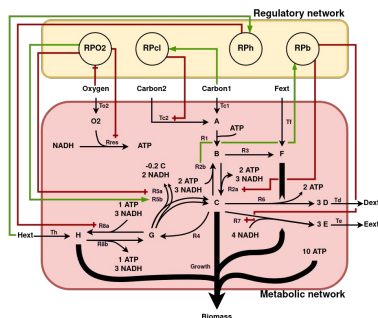 Regulatory network
RPO2
RPcl
RPh
RPb
Oxygen
Carbon2
Carbon1
Fext
To2
Tc2
Tc1
Tf
O2
A
Rres
NADH
ATP
ATP
R1
B
R3
F
-0.2 C
2 NADH
2 ATP
3 NADH
R2b
R2a
2 ATP
3 NADH
2 ATP
R5a
R5b
C
R6
3 D
Td
Dext
1 ATP
3 NADH
R7
4 NADH
3 E
Te
Eext
Hext
Th
R8a
H
G
R4
R8b
1 ATP
3 NADH
10 ATP
Growth
Metabolic network
Biomass